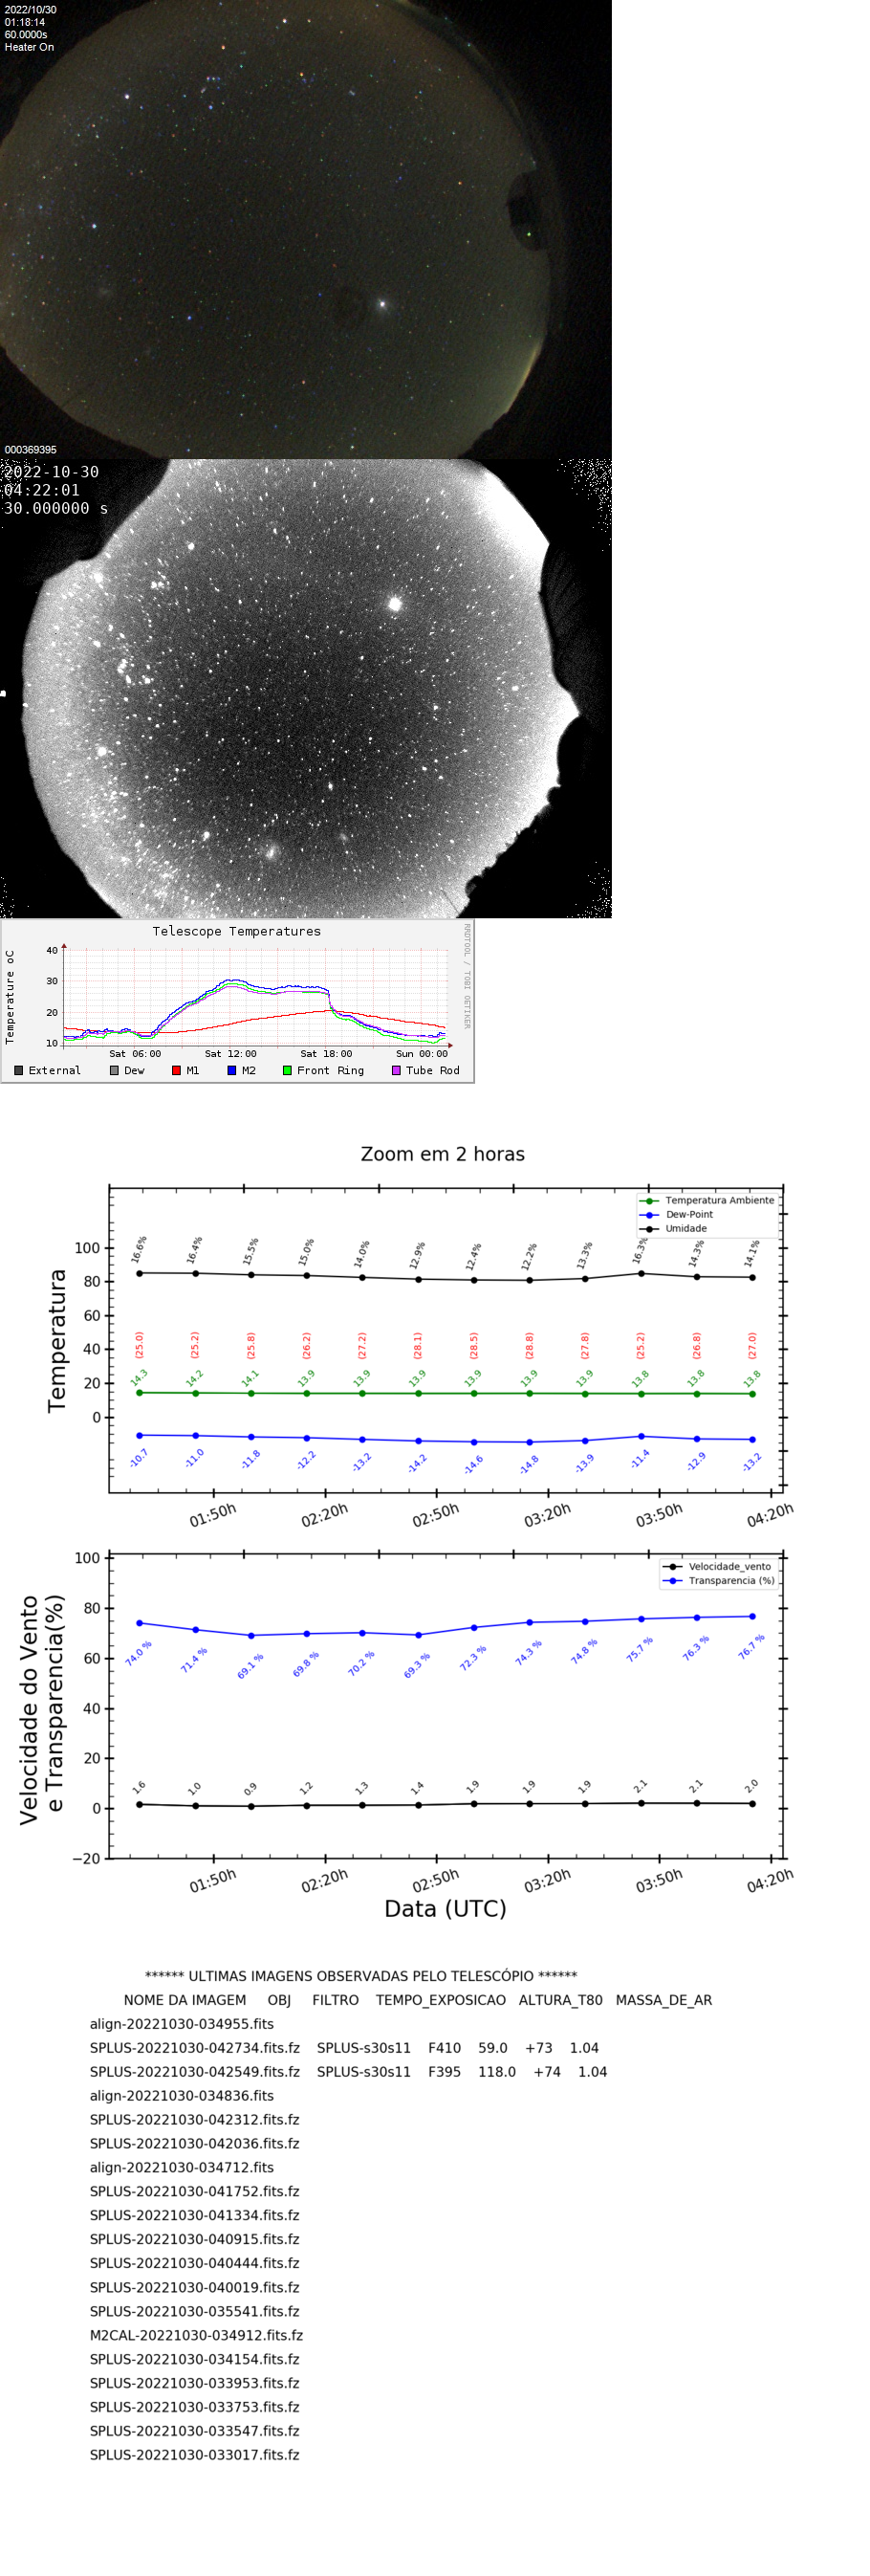 2022/10/30
01:18:14
60.0000s
Heater On
000369395
2022-10-30
04:22:01
30.000000 s
Telescope Temperatures
RRDTOOL / TOBI OETIKER
Temperature oC
40
30
20
10
Sat 06:00 Sat 12:00 Sat 18:00 Sun 00:00
External Dew M1 M2 Front Ring Tube Rod
Zoom em 2 horas
Temperatura Ambiente
Dew-Point
Umidade
Temperatura
100
80
60
40
20
0
16.6% 16.4% 15.5% 15.0% 14.0% 12.9% 12.4% 12.2% 13.3% 16.3% 14.3% 14.1%
(25.0) (25.2) (25.8) (26.2) (27.2) (28.1) (28.5) (28.8) (27.8) (25.2) (26.8) (27.0)
14.3 14.2 14.1 13.9 13.9 13.9 13.9 13.9 13.9 13.8 13.8 13.8
-10.7 -11.0 -11.8 -12.2 -13.2 -14.2 -14.6 -14.8 -13.9 -11.4 -12.9 -13.2
01:50h 02:20h 02:50h 03:20h 03:50h 04:20h
Velocidade_vento
Transparencia (%)
Velocidade do Vento
e Transparencia(%)
100
80
60
40
20
0
−20
74.0 % 71.4 % 69.1 % 69.8 % 70.2 % 69.3 % 72.3 % 74.3 % 74.8 % 75.7 % 76.3 % 76.7 %
1.6 1.0 0.9 1.2 1.3 1.4 1.9 1.9 1.9 2.1 2.1 2.0
01:50h 02:20h 02:50h 03:20h 03:50h 04:20h
Data (UTC)
****** ULTIMAS IMAGENS OBSERVADAS PELO TELESCÓPIO ******
NOME DA IMAGEM OBJ FILTRO TEMPO_EXPOSICAO ALTURA_T80 MASSA_DE_AR
align-20221030-034955.fits
SPLUS-20221030-042734.fits.fz SPLUS-s30s11 F410 59.0 +73 1.04
SPLUS-20221030-042549.fits.fz SPLUS-s30s11 F395 118.0 +74 1.04
align-20221030-034836.fits
SPLUS-20221030-042312.fits.fz
SPLUS-20221030-042036.fits.fz
align-20221030-034712.fits
SPLUS-20221030-041752.fits.fz
SPLUS-20221030-041334.fits.fz
SPLUS-20221030-040915.fits.fz
SPLUS-20221030-040444.fits.fz
SPLUS-20221030-040019.fits.fz
SPLUS-20221030-035541.fits.fz
M2CAL-20221030-034912.fits.fz
SPLUS-20221030-034154.fits.fz
SPLUS-20221030-033953.fits.fz
SPLUS-20221030-033753.fits.fz
SPLUS-20221030-033547.fits.fz
SPLUS-20221030-033017.fits.fz